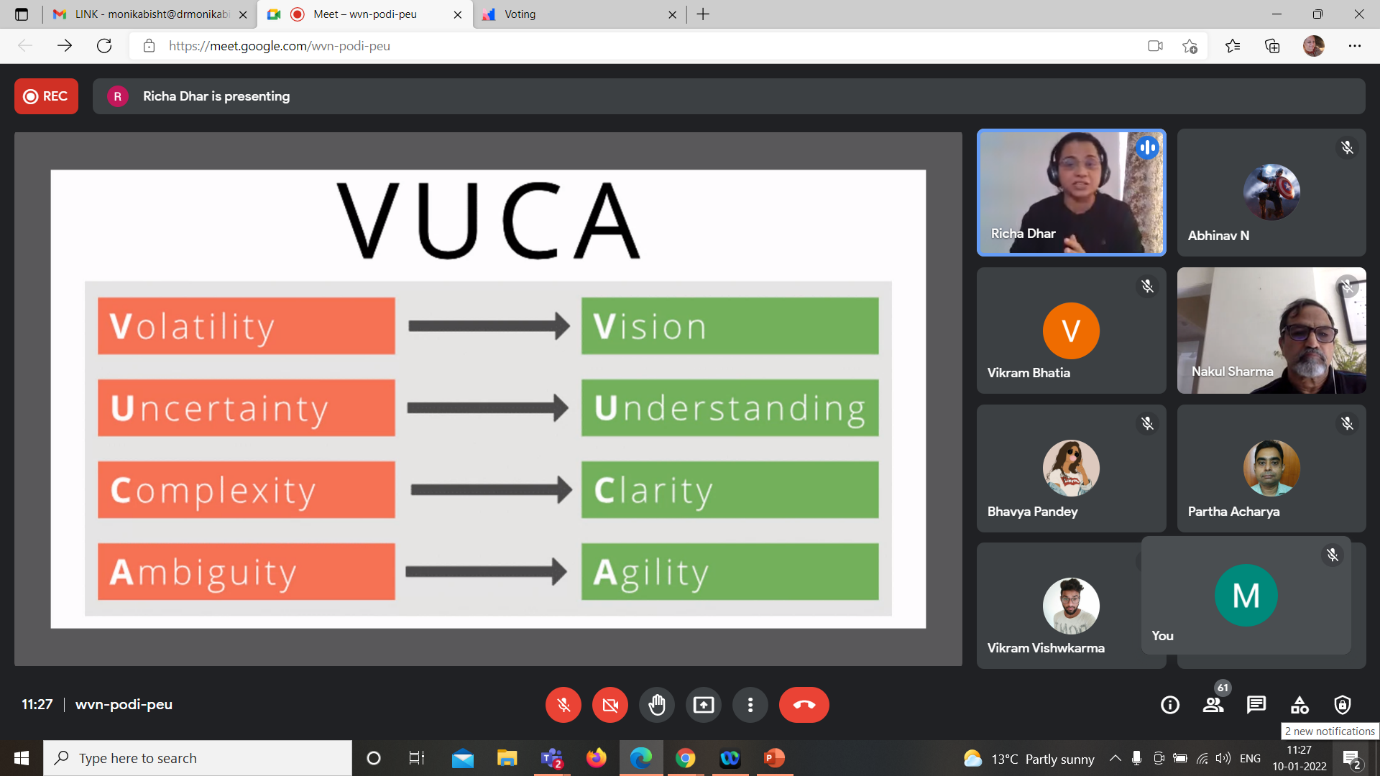 LINK - monikabisht@drmonikabi
Meet – wvn-podi-peu
Voting
https://meet.google.com/wvn-podi-peu
REC
R
Richa Dhar is presenting
VUCA
Volatility
Vision
Uncertainty
Understanding
Complexity
Clarity
Ambiguity
Agility
Richa Dhar
Abhinav N
V
Vikram Bhatia
Nakul Sharma
Bhavya Pandey
Partha Acharya
Vikram Vishwkarma
M
You
11:27 | wvn-podi-peu
61
2 new notifications
Type here to search
2
P
13°C Partly sunny
ENG
11:27
10-01-2022
2